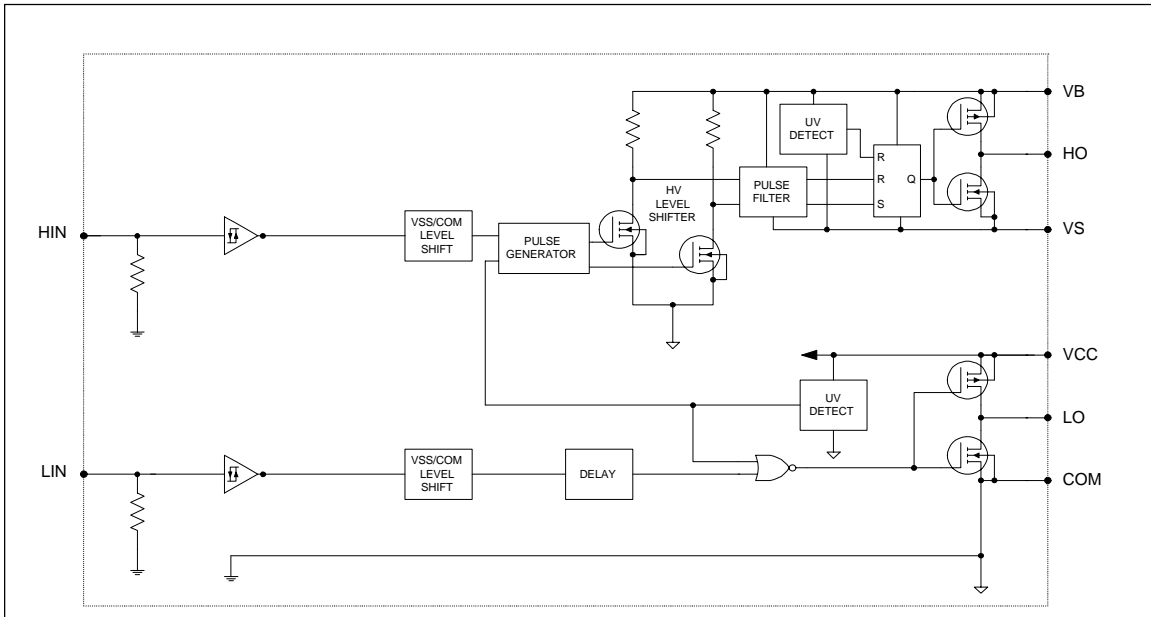 VB
UV
DETECT
HO
R
R
Q
S
PULSE
FILTER
HV
LEVEL
SHIFTER
VS
HIN
VSS/COM
LEVEL
SHIFT
PULSE
GENERATOR
VCC
UV
DETECT
LO
LIN
VSS/COM
LEVEL
SHIFT
DELAY
COM